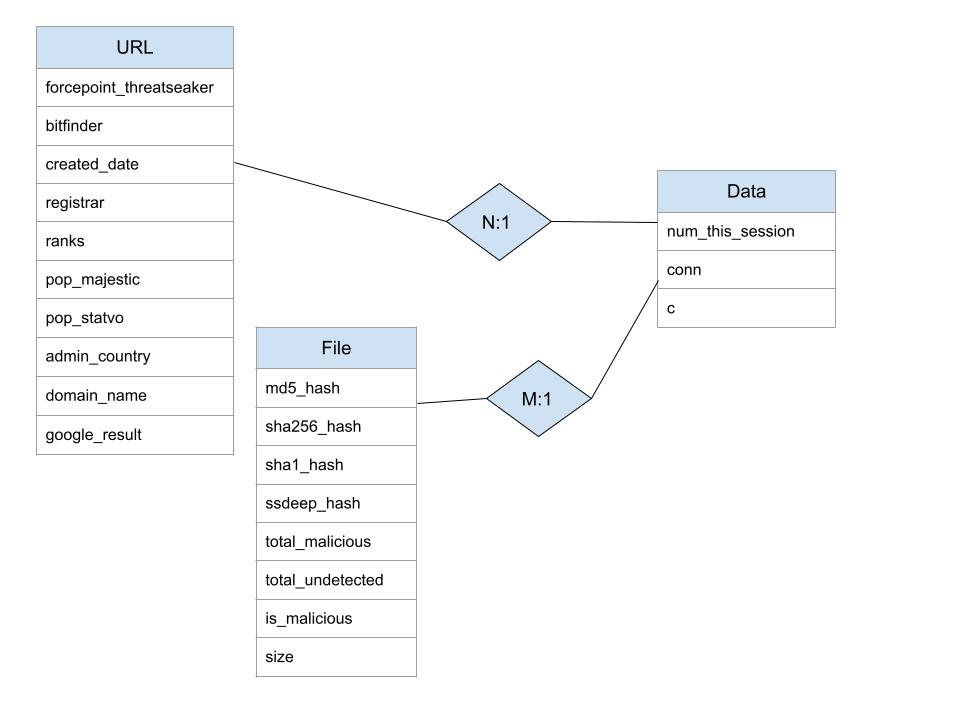 URL
forcepoint_threatseaker
bitfinder
created_date
registrar
ranks
pop_majestic
pop_statvo
admin_country
domain_name
google_result
N:1
Data
num_this_session
conn
c
File
md5_hash
sha256_hash
sha1_hash
ssdeep_hash
total_malicious
total_undetected
is_malicious
size
M:1